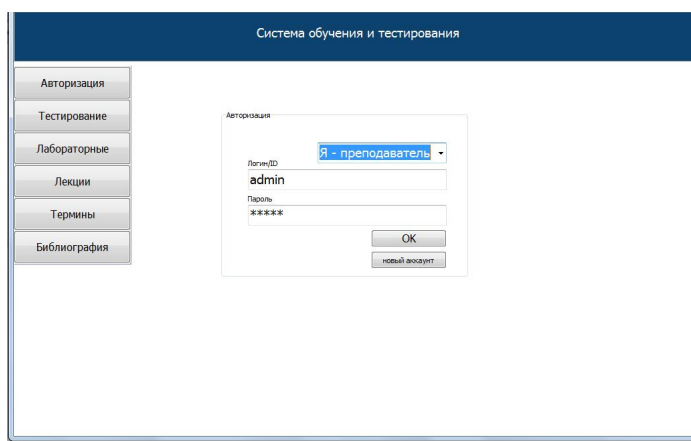 Система обучения и тестирования
Авторизация
Тестирование
Лабораторные
Лекции
Термины
Библиография
Авторизация
Я - преподаватель
Логин/ID
admin
Пароль
*****
OK
новый аккаунт